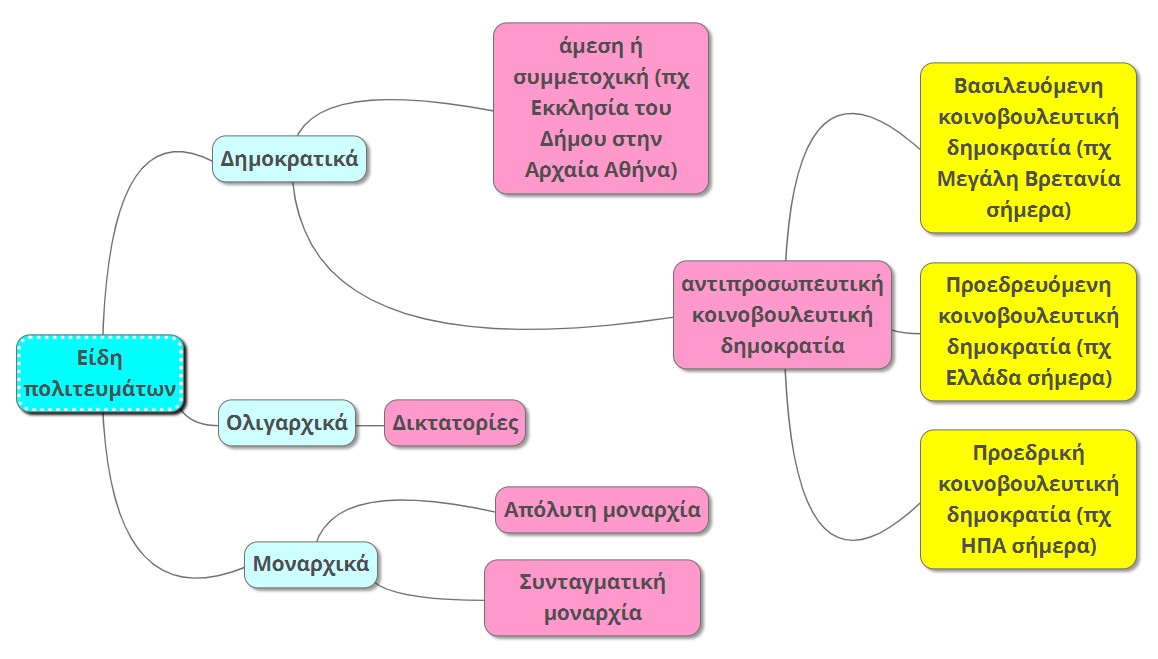 Είδη
πολιτευμάτων
Δημοκρατικά
άμεση ή
συμμετοχική (πχ
Εκκλησία του
Δήμου στην
Αρχαία Αθήνα)
αντιπροσωπευτική
κοινοβουλευτική
δημοκρατία
Βασιλευόμενη
κοινοβουλευτική
δημοκρατία (πχ
Μεγάλη Βρετανία
σήμερα)
Προεδρευόμενη
κοινοβουλευτική
δημοκρατία (πχ
Ελλάδα σήμερα)
Προεδρική
κοινοβουλευτική
δημοκρατία (πχ
ΗΠΑ σήμερα)
Ολιγαρχικά
Δικτατορίες
Μοναρχικά
Απόλυτη μοναρχία
Συνταγματική
μοναρχία